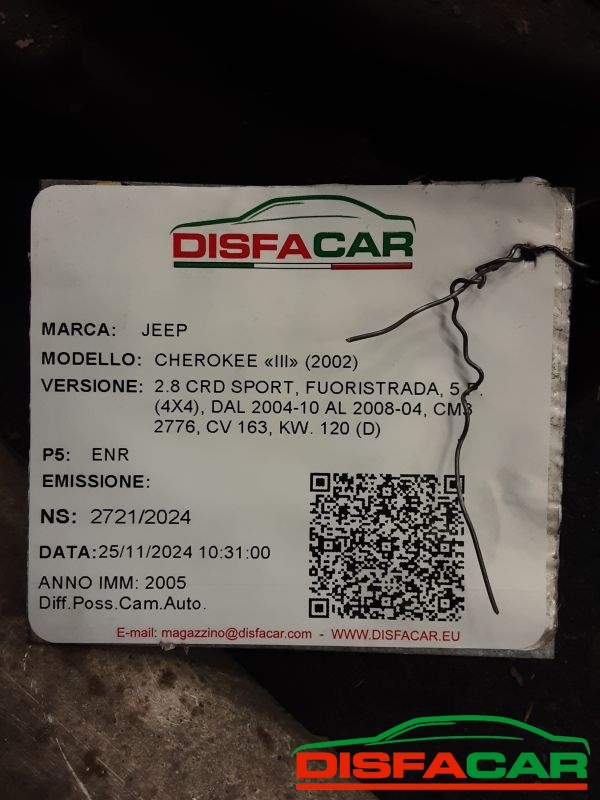 DISFACAR
MARCA: JEEP
MODELLO: CHEROKEE «III» (2002)
VERSIONE: 2.8 CRD SPORT, FUORISTRADA, 5 P.
(4X4), DAL 2004-10 AL 2008-04, CM3
2776, CV 163, KW. 120 (D)
P5: ENR
EMISSIONE:
NS: 2721/2024
DATA:25/11/2024 10:31:00
ANNO IMM: 2005
Diff.Poss.Cam.Auto.
E-mail: magazzino@disfacar.com - WWW.DISFACAR.EU
DISFACAR